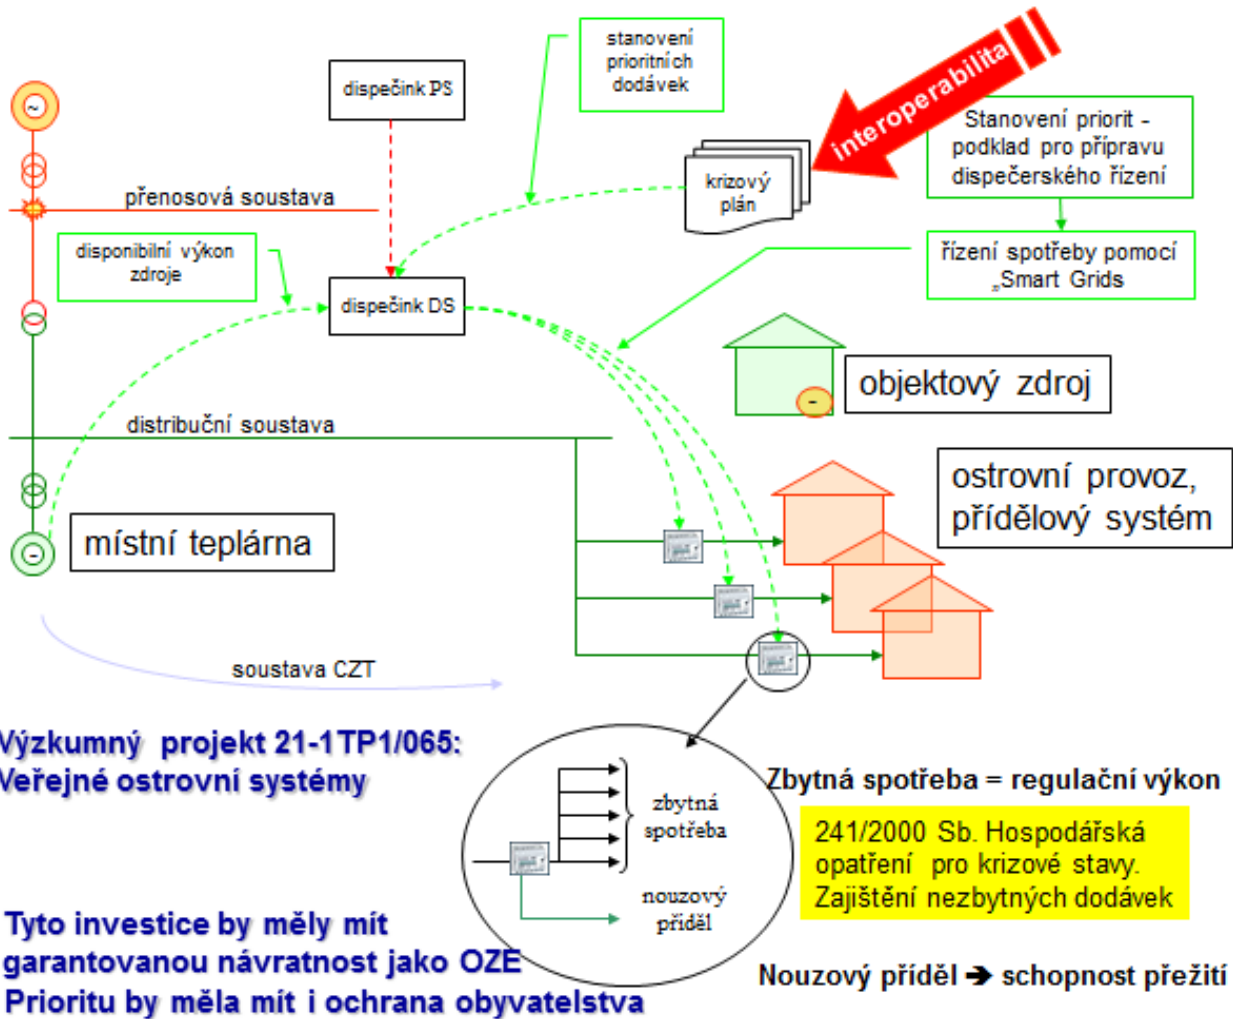 stanovení
prioritních
dodávek
dispečink PS
interoperabilita
Stanovení priorit -
podklad pro přípravu
dispečerského řízení
~
krizový
plán
přenosová soustava
disponibilní výkon
zdroje
řízení spotřeby pomocí
„Smart Grids
dispečink DS
objektový zdroj
-
distribuční soustava
ostrovní provoz,
přídělový systém
místní teplárna
-
soustava CZT
Výzkumný projekt 21-1TP1/065:
Veřejné ostrovní systémy
Zbytná spotřeba = regulační výkon
zbytná
spotřeba
241/2000 Sb. Hospodářská
opatření pro krizové stavy.
Zajištění nezbytných dodávek
nouzový
příděl
Tyto investice by měly mít
garantovanou návratnost jako OZE
Prioritu by měla mít i ochrana obyvatelstva
Nouzový příděl ➔ schopnost přežití